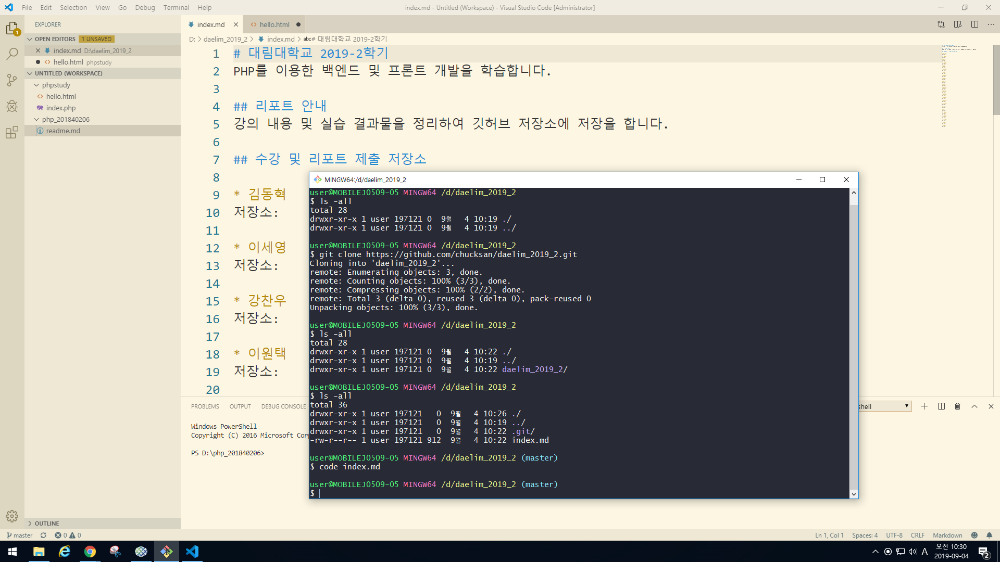 File Edit Selection View Go Debug Terminal Help
index.md - Untitled (Workspace) - Visual Studio Code [Administrator]
EXPLORER
OPEN EDITORS 1 UNSAVED
index.md D:\daelim_2019_2
hello.html phpstudy
UNTITLED (WORKSPACE)
phpstudy
hello.html
index.php
php_201840206
readme.md
OUTLINE
1
index.md
hello.html
D: > daelim_2019_2 > index.md > abc # 대림대학교 2019-2학기
1 # 대림대학교 2019-2학기
2 PHP를 이용한 백엔드 및 프론트 개발을 학습합니다.
3
4 ## 리포트 안내
5 강의 내용 및 실습 결과물을 정리하여 깃허브 저장소에 저장을 합니다.
6
7 ## 수강 및 리포트 제출 저장소
8
9 * 김동혁
10 저장소:
11
12 * 이세영
13 저장소:
14
15 * 강찬우
16 저장소:
17
18 * 이원택
19 저장소:
20
MINGW64:/d/daelim_2019_2
user@MOBILEJ0509-05 MINGW64 /d/daelim_2019_2
$ ls -all
total 28
drwxr-xr-x 1 user 197121 0 9월 4 10:19 ./
drwxr-xr-x 1 user 197121 0 9월 4 10:19 ../
user@MOBILEJ0509-05 MINGW64 /d/daelim_2019_2
$ git clone https://github.com/chucksan/daelim_2019_2.git
Cloning into 'daelim_2019_2'...
remote: Enumerating objects: 3, done.
remote: Counting objects: 100% (3/3), done.
remote: Compressing objects: 100% (2/2), done.
remote: Total 3 (delta 0), reused 3 (delta 0), pack-reused 0
Unpacking objects: 100% (3/3), done.
user@MOBILEJ0509-05 MINGW64 /d/daelim_2019_2
$ ls -all
total 28
drwxr-xr-x 1 user 197121 0 9월 4 10:22 ./
drwxr-xr-x 1 user 197121 0 9월 4 10:19 ../
drwxr-xr-x 1 user 197121 0 9월 4 10:22 daelim_2019_2/
user@MOBILEJ0509-05 MINGW64 /d/daelim_2019_2
$ ls -all
total 36
drwxr-xr-x 1 user 197121 0 9월 4 10:26 ./
drwxr-xr-x 1 user 197121 0 9월 4 10:19 ../
drwxr-xr-x 1 user 197121 0 9월 4 10:22 .git/
-rw-r--r-- 1 user 197121 912 9월 4 10:22 index.md
user@MOBILEJ0509-05 MINGW64 /d/daelim_2019_2 (master)
$ code index.md
user@MOBILEJ0509-05 MINGW64 /d/daelim_2019_2 (master)
$
PROBLEMS OUTPUT DEBUG CONSOLE
shell
Windows PowerShell
Copyright (C) 2016 Microsoft Corp
PS D:\php_201840206>
master 0 0
Ln 1, Col 1 Spaces: 4 UTF-8 CRLF Markdown
A 오전 10:30
2019-09-04
2